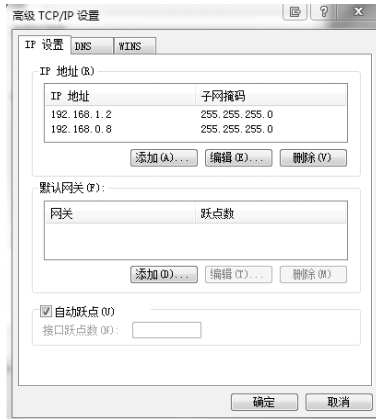 高级 TCP/IP 设置
IP 设置 DNS WINS
IP 地址(R)
IP 地址 子网掩码
192.168.1.2 255.255.255.0
192.168.0.8 255.255.255.0
添加(A)... 编辑(E)... 删除(V)
默认网关(F):
网关 跃点数
添加(D)... 编辑(T)... 删除(M)
自动跃点(U)
接口跃点数(N):
确定 取消